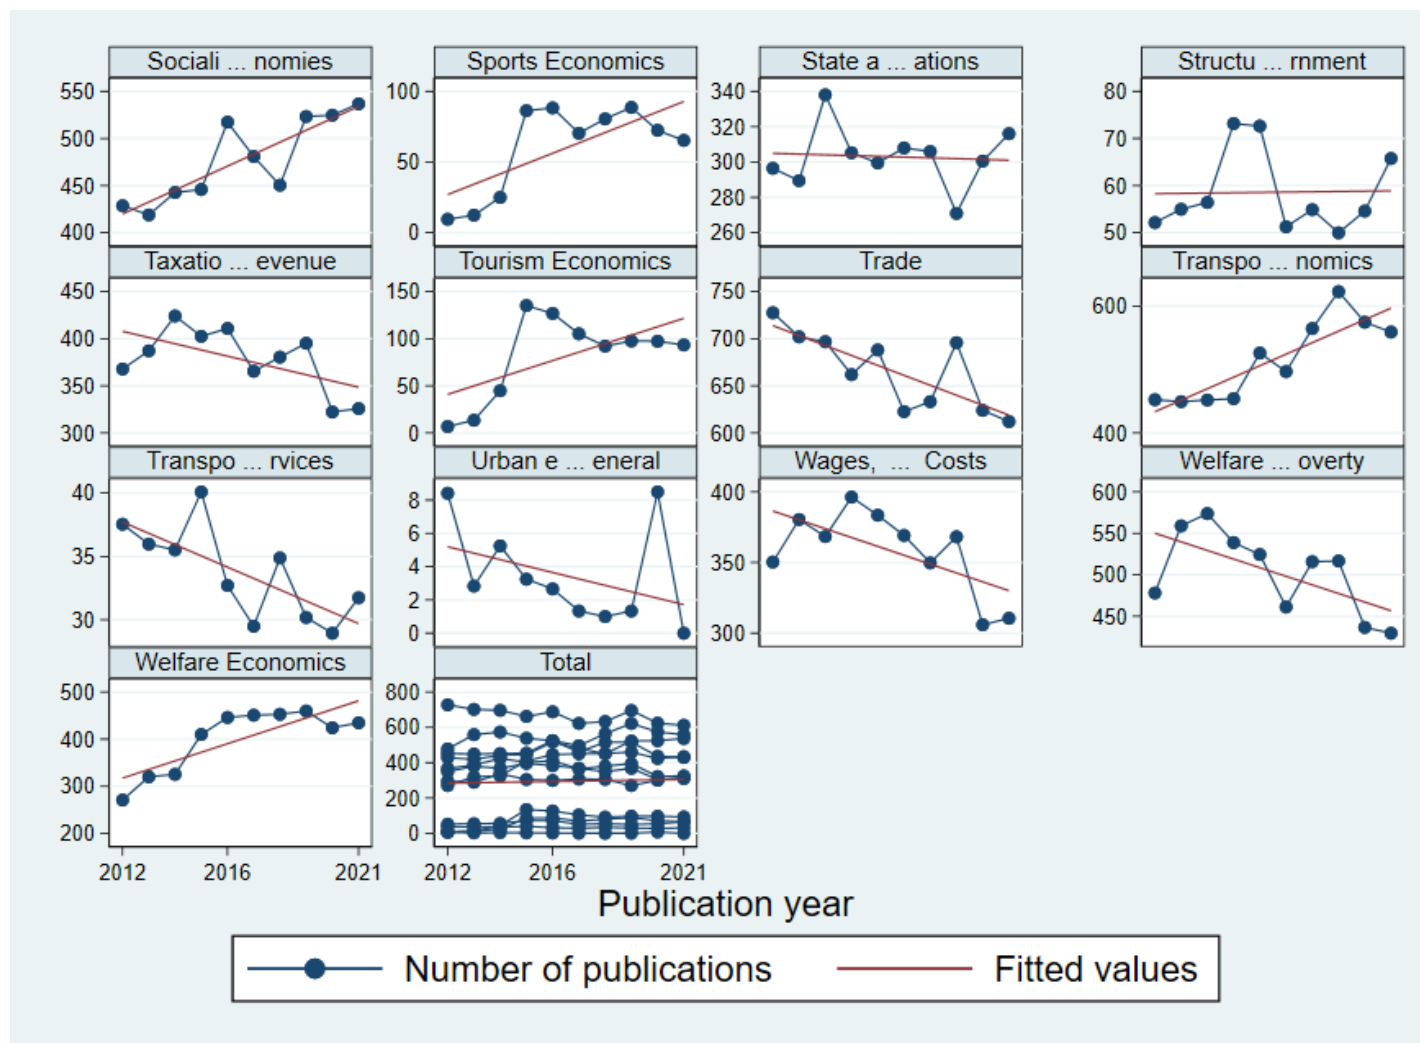 Sociali ... nomies
Sports Economics
State a ... ations
Structu ... rnment
550
500
450
400
100
50
0
340
320
300
280
260
80
70
60
50
Taxatio ... evenue
Tourism Economics
Trade
Transpo ... nomics
450
400
350
300
150
100
50
0
750
700
650
600
600
400
Transpo ... rvices
Urban e ... eneral
Wages, ... Costs
Welfare ... overty
40
35
30
8
6
4
2
0
400
350
300
600
550
500
450
Welfare Economics
Total
500
400
300
200
800
600
400
200
0
2012 2016 2021
2012 2016 2021
Publication year
Number of publications
Fitted values